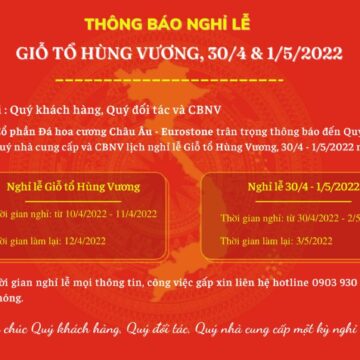 THÔNG BÁO NGHỈ LỄ
GIỖ TỔ HÙNG VƯƠNG, 30/4 & 1/5/2022
: Quý khách hàng, Quý đối tác và CBNV
ổ phần Đá hoa cương Châu Âu - Eurostone trân trọng thông báo đến Qu
uý nhà cung cấp và CBNV lịch nghỉ lễ Giỗ tổ Hùng Vương, 30/4 - 1/5/2022
Nghỉ lễ Giỗ tổ Hùng Vương
ời gian nghỉ: từ 10/4/2022 - 11/4/2022
ời gian làm lại: 12/4/2022
Nghỉ lễ 30/4 - 1/5/2022
Thời gian nghỉ: từ 30/4/2022 - 2/5
Thời gian làm lại: 3/5/2022
ời gian nghỉ lễ mọi thông tin, công việc gấp xin liên hệ hotline 0903 930
chúc Quý khách hàng, Quý đối tác, Quý nhà cung cấp một kỳ nghỉ